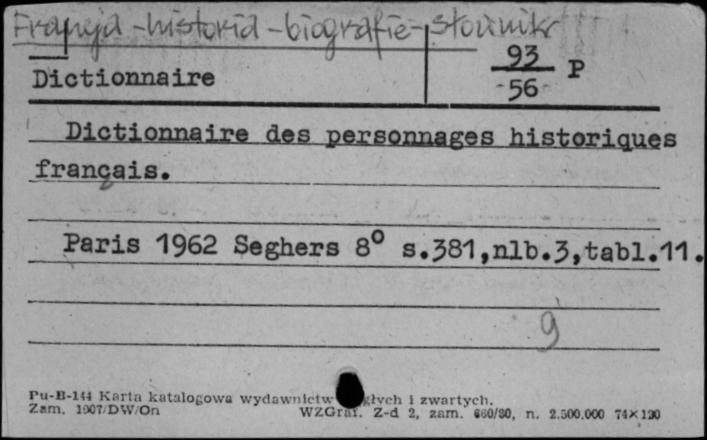 Francja - historia - biografie - słowniki
Dictionnaire
93
56 P
Dictionnaire des personnages historiques
français.
Paris 1962 Seghers 8° s.381,nlb.3,tabl.11.
9
Pu-B-144 Karta katalogowa wydawnictw głych i zwartych.
Zam. 1907/DW/On WZGraf. Z-d 2, zam. 660/80, n. 2.500.000 74×120